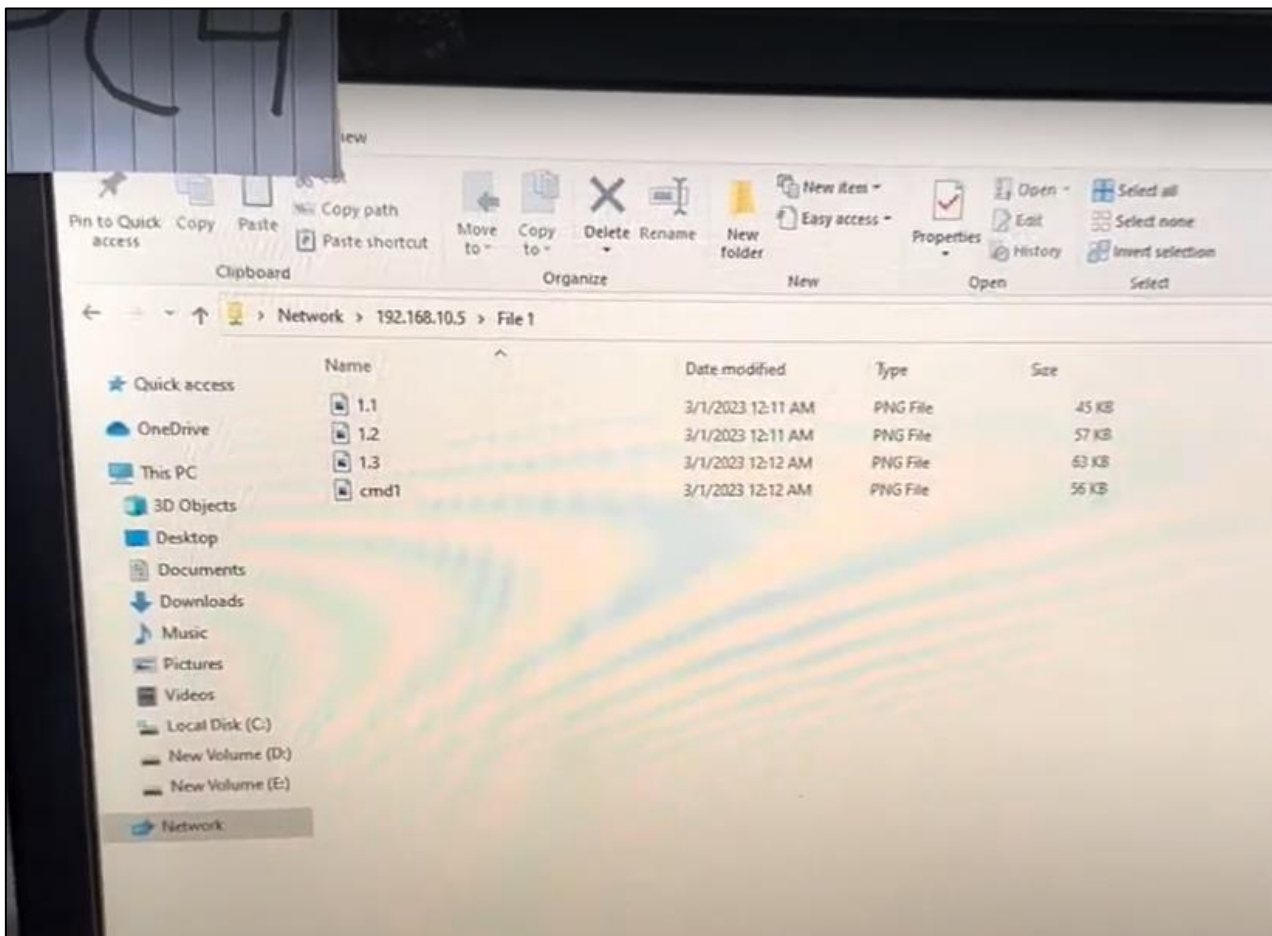 PC4
iew
Pin to Quick access
Copy
Paste
Cut
Copy path
Paste shortcut
Move to
Copy to
Delete
Rename
New folder
New item
Easy access
Properties
Open
Edit
History
Select all
Select none
Invert selection
Clipboard
Organize
New
Open
Select
Network > 192.168.10.5 > File 1
Name Date modified Type Size
1.1 3/1/2023 12:11 AM PNG File 45 KB
1.2 3/1/2023 12:11 AM PNG File 57 KB
1.3 3/1/2023 12:12 AM PNG File 63 KB
cmd1 3/1/2023 12:12 AM PNG File 56 KB
Quick access
OneDrive
This PC
3D Objects
Desktop
Documents
Downloads
Music
Pictures
Videos
Local Disk (C:)
New Volume (D:)
New Volume (E:)
Network